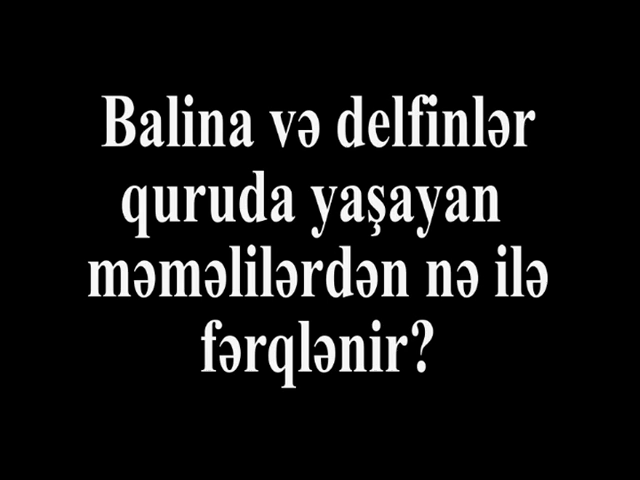 Balina və delfinlər
quruda yaşayan
məməlilərdən nə ilə
fərqlənir?